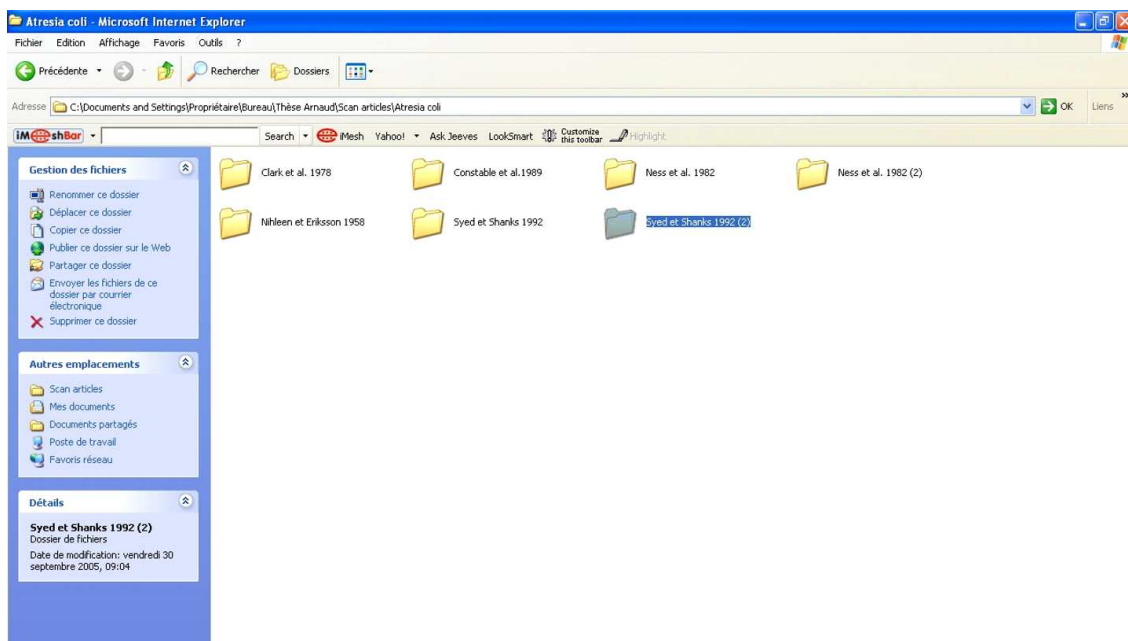 Atresia coli - Microsoft Internet Explorer
Fichier Edition Affichage Favoris Outils ?
Précédente Rechercher Dossiers
Adresse C:\Documents and Settings\Propriétaire\Bureau\Thèse Arnaud\Scan articles\Atresia coli OK Liens »
iMeshBar Search iMesh Yahoo! Ask Jeeves LookSmart Customize this toolbar Highlight
Gestion des fichiers
Renommer ce dossier
Déplacer ce dossier
Copier ce dossier
Publier ce dossier sur le Web
Partager ce dossier
Envoyer les fichiers de ce
dossier par courrier
électronique
Supprimer ce dossier
Autres emplacements
Scan articles
Mes documents
Documents partagés
Poste de travail
Favoris réseau
Détails
Syed et Shanks 1992 (2)
Dossier de fichiers
Date de modification: vendredi 30
septembre 2005, 09:04
Clark et al. 1978 Constable et al.1989 Ness et al. 1982 Ness et al. 1982 (2)
Nihleen et Eriksson 1958 Syed et Shanks 1992 Syed et Shanks 1992 (2)